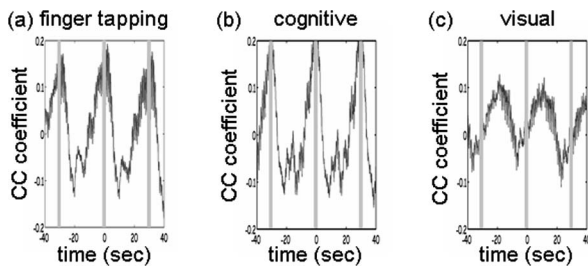 (a) finger tapping
(b) cognitive
(c) visual
CC coefficient
0.2
0.1
0
-0.1
-0.2
-40 -20 0 20 40
time (sec)
CC coefficient
0.2
0.1
0
-0.1
-0.2
-40 -20 0 20 40
time (sec)
CC coefficient
0.2
0.1
0
-0.1
-0.2
-40 -20 0 20 40
time (sec)